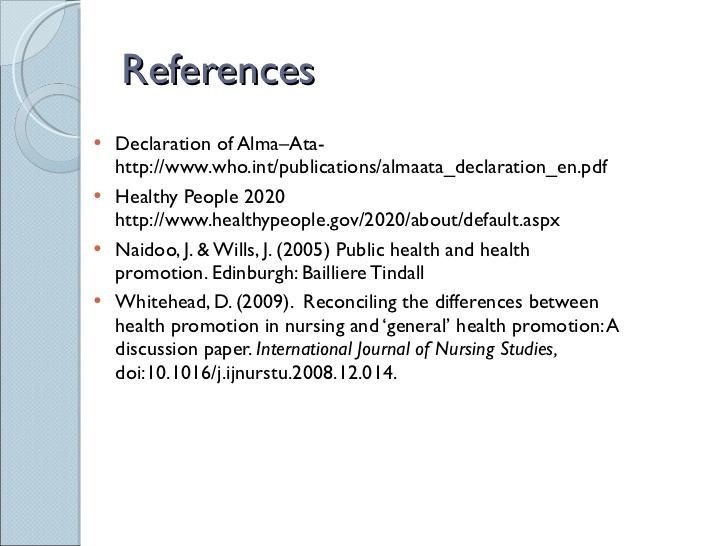 References
• Declaration of Alma–Ata-
http://www.who.int/publications/almaata_declaration_en.pdf
• Healthy People 2020
http://www.healthypeople.gov/2020/about/default.aspx
• Naidoo, J. & Wills, J. (2005) Public health and health
promotion. Edinburgh: Bailliere Tindall
• Whitehead, D. (2009).  Reconciling the differences between
health promotion in nursing and ‘general’ health promotion: A
discussion paper. International Journal of Nursing Studies,
doi:10.1016/j.ijnurstu.2008.12.014.